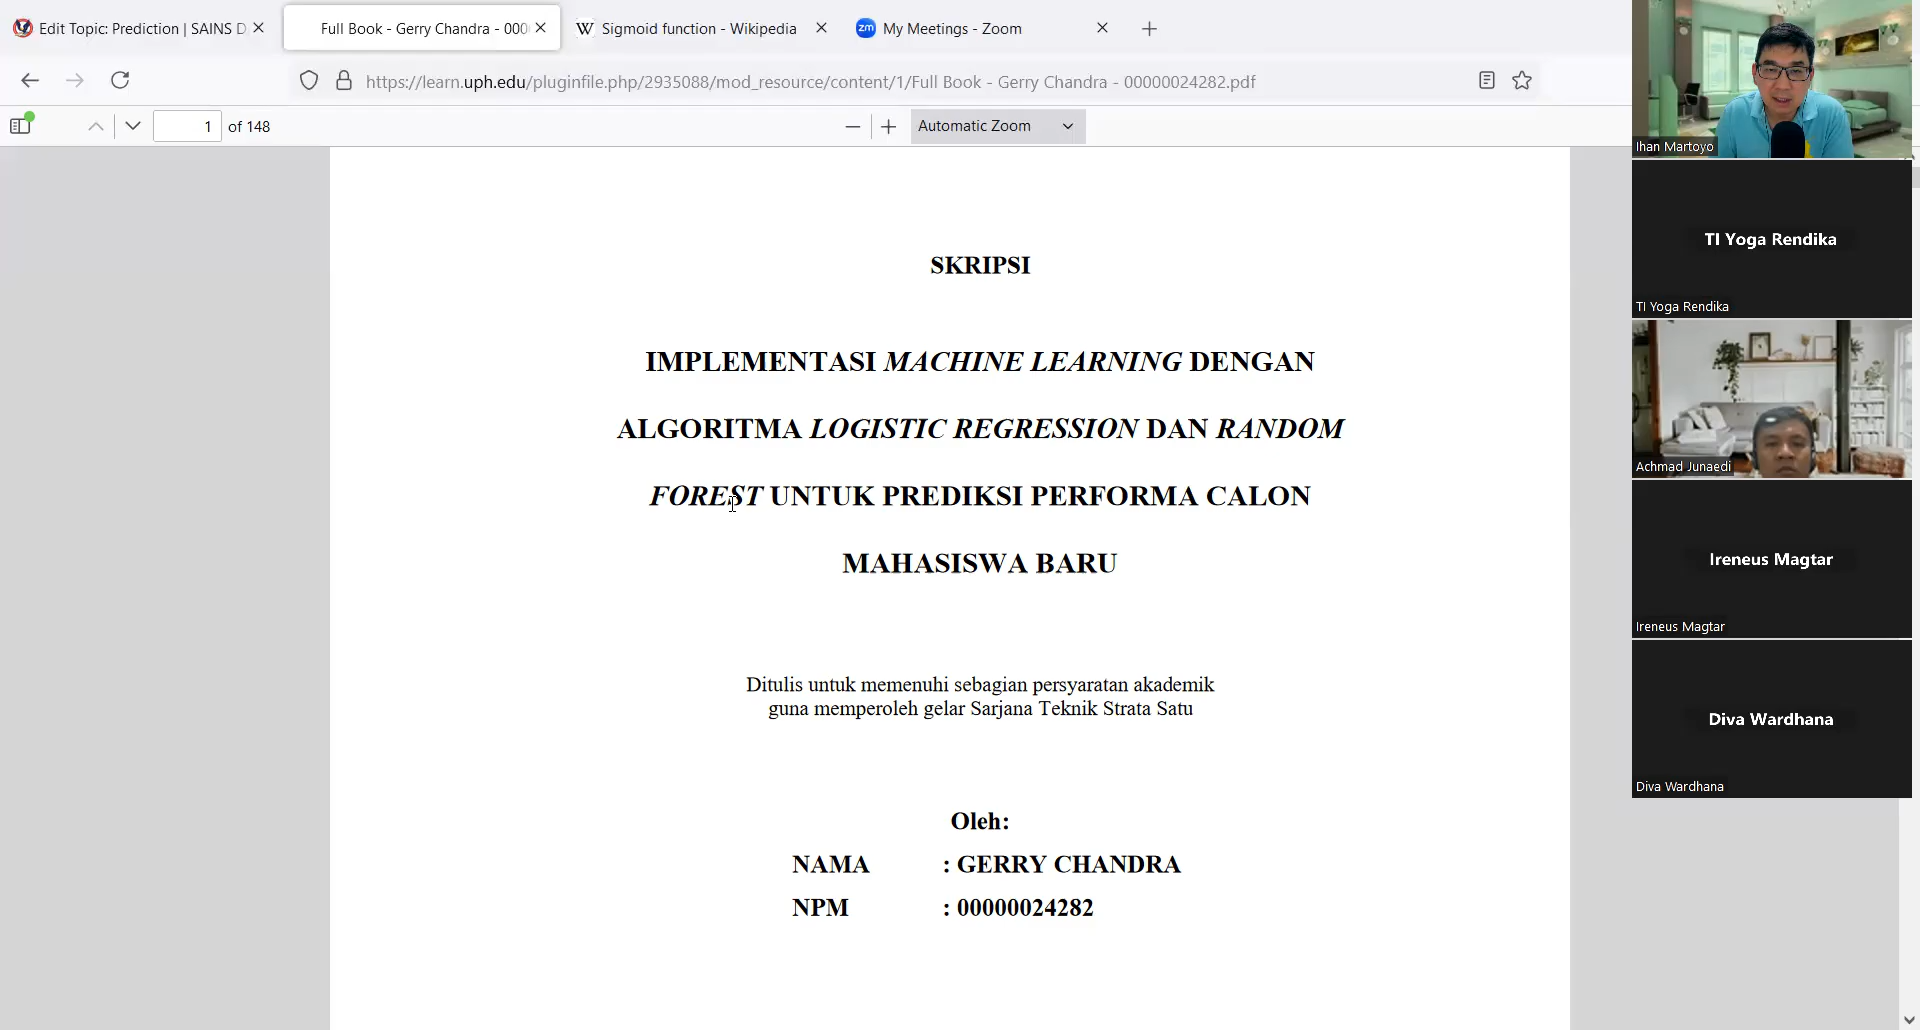 Edit Topic: Prediction | SAINS D
Full Book - Gerry Chandra - 000
W Sigmoid function - Wikipedia
zm My Meetings - Zoom
https://learn.uph.edu/pluginfile.php/2935088/mod_resource/content/1/Full Book - Gerry Chandra - 00000024282.pdf
1 of 148
Automatic Zoom
SKRIPSI
IMPLEMENTASI MACHINE LEARNING DENGAN
ALGORITMA LOGISTIC REGRESSION DAN RANDOM
FOREST UNTUK PREDIKSI PERFORMA CALON
MAHASISWA BARU
Ditulis untuk memenuhi sebagian persyaratan akademik
guna memperoleh gelar Sarjana Teknik Strata Satu
Oleh:
NAMA : GERRY CHANDRA
NPM : 00000024282
Ihan Martoyo
TI Yoga Rendika
TI Yoga Rendika
Achmad Junaedi
Ireneus Magtar
Ireneus Magtar
Diva Wardhana
Diva Wardhana